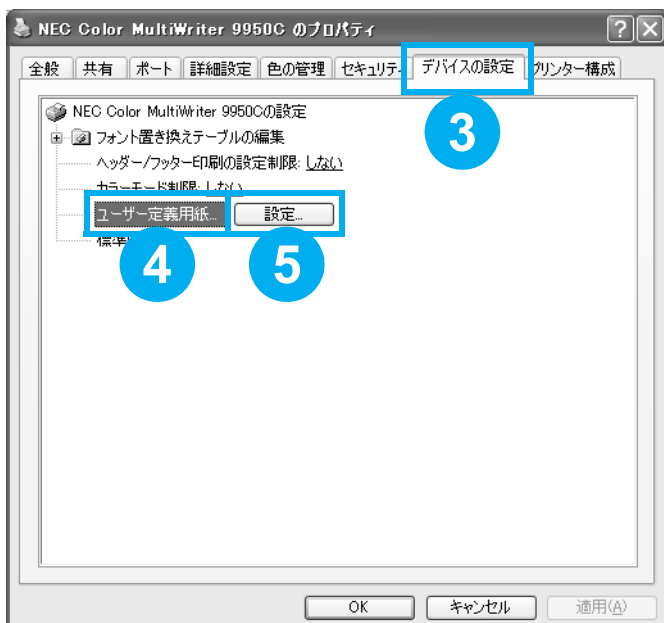 NEC Color MultiWriter 9950C のプロパティ
全般 共有 ポート 詳細設定 色の管理 セキュリティ デバイスの設定 プリンター構成
NEC Color MultiWriter 9950Cの設定
3
フォント置き換えテーブルの編集
ヘッダー/フッター印刷の設定制限: しない
カラーモード制限: しない
ユーザー定義用紙... 設定...
標準
4 5
OK キャンセル 適用(A)